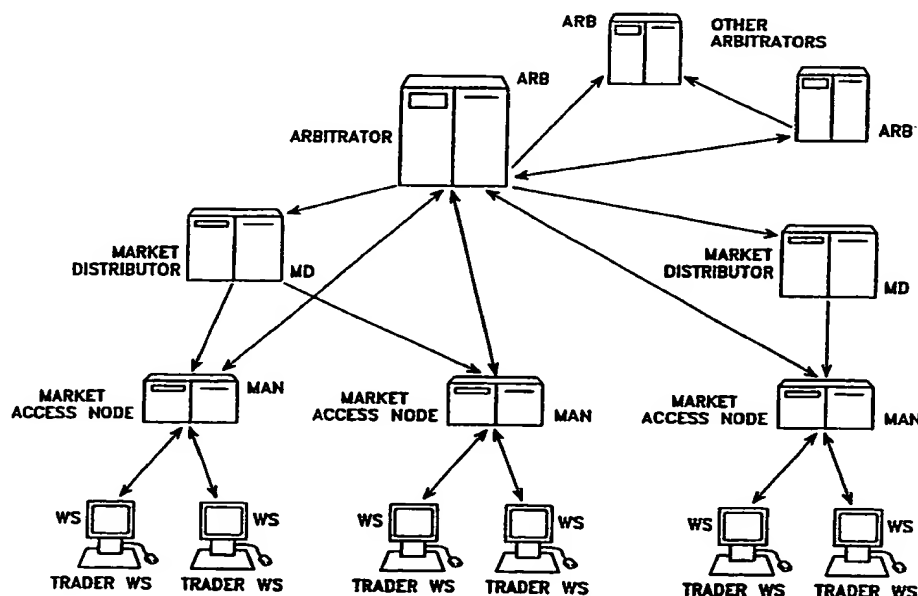 ARB
OTHER
ARBITRATORS
ARB
ARB
ARBITRATOR
MARKET
DISTRIBUTOR
MD
MARKET
DISTRIBUTOR
MD
MARKET
ACCESS NODE
MAN
MARKET
ACCESS NODE
MAN
MARKET
ACCESS NODE
MAN
WS
WS
WS
WS
WS
WS
TRADER WS
TRADER WS
TRADER WS
TRADER WS
TRADER WS
TRADER WS